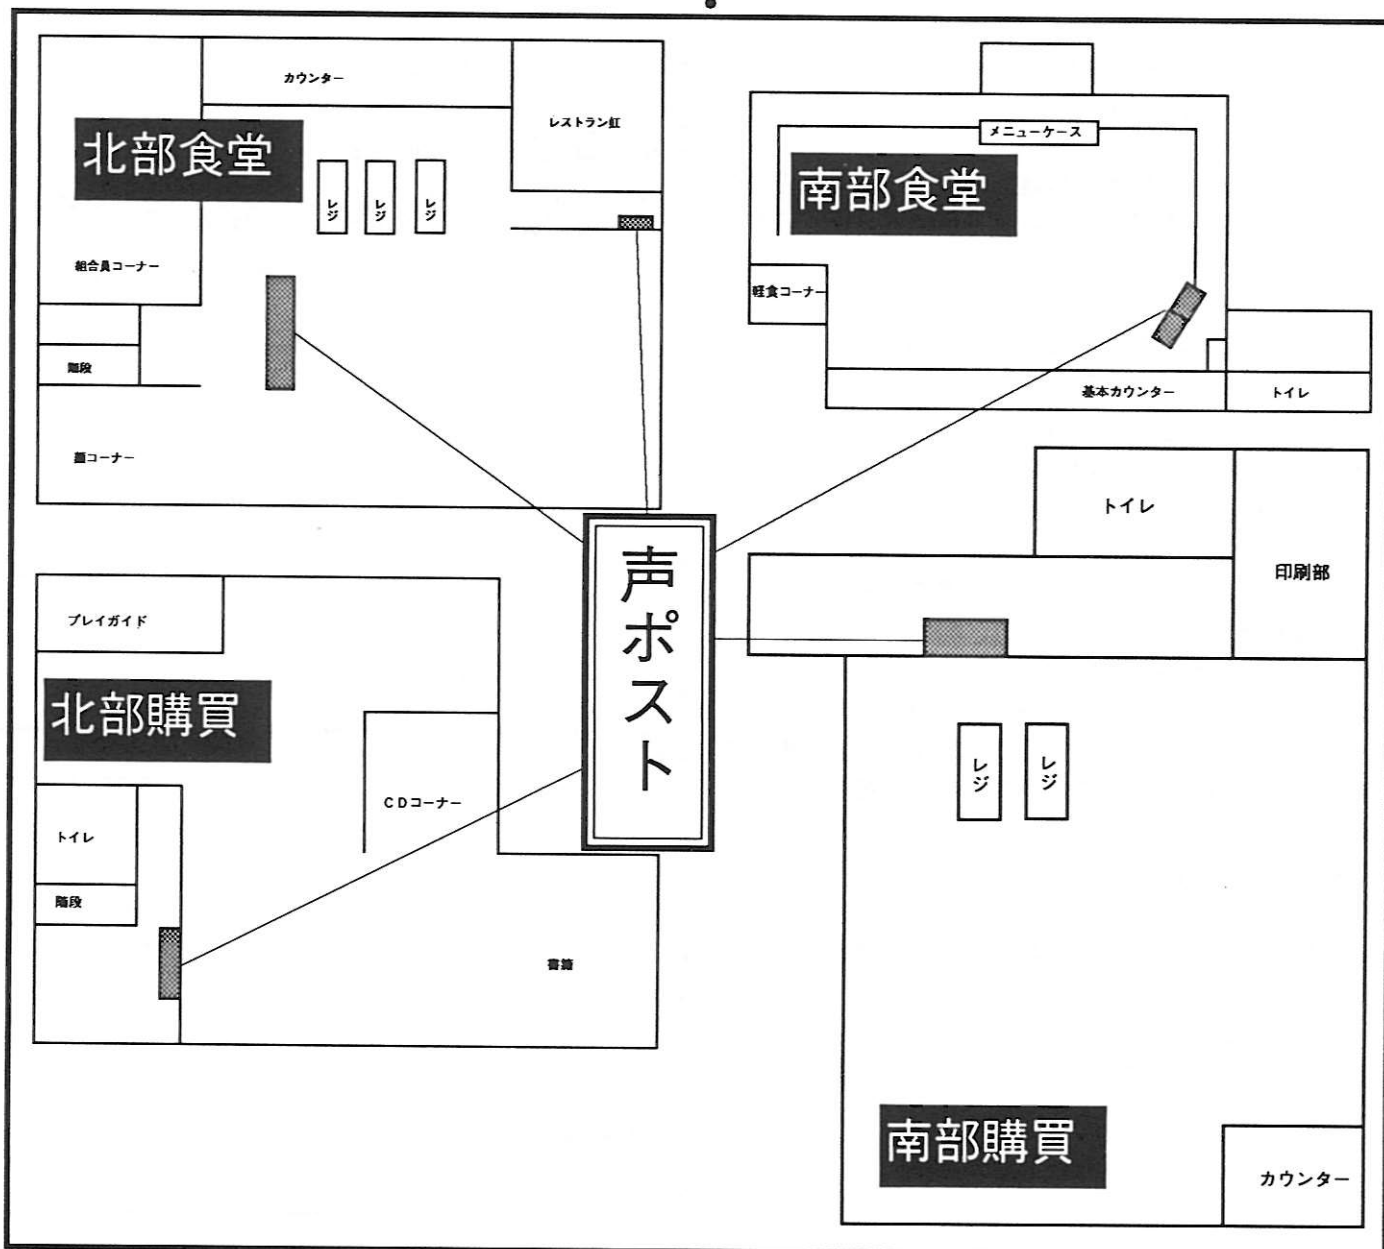 カウンター
レストラン虹
北部食堂
レジ
レジ
レジ
組合員コーナー
階段
麺コーナー
メニューケース
南部食堂
軽食コーナー
基本カウンター
トイレ
声ポスト
プレイガイド
北部購買
CDコーナー
トイレ
階段
書籍
トイレ
印刷部
レジ
レジ
南部購買
カウンター